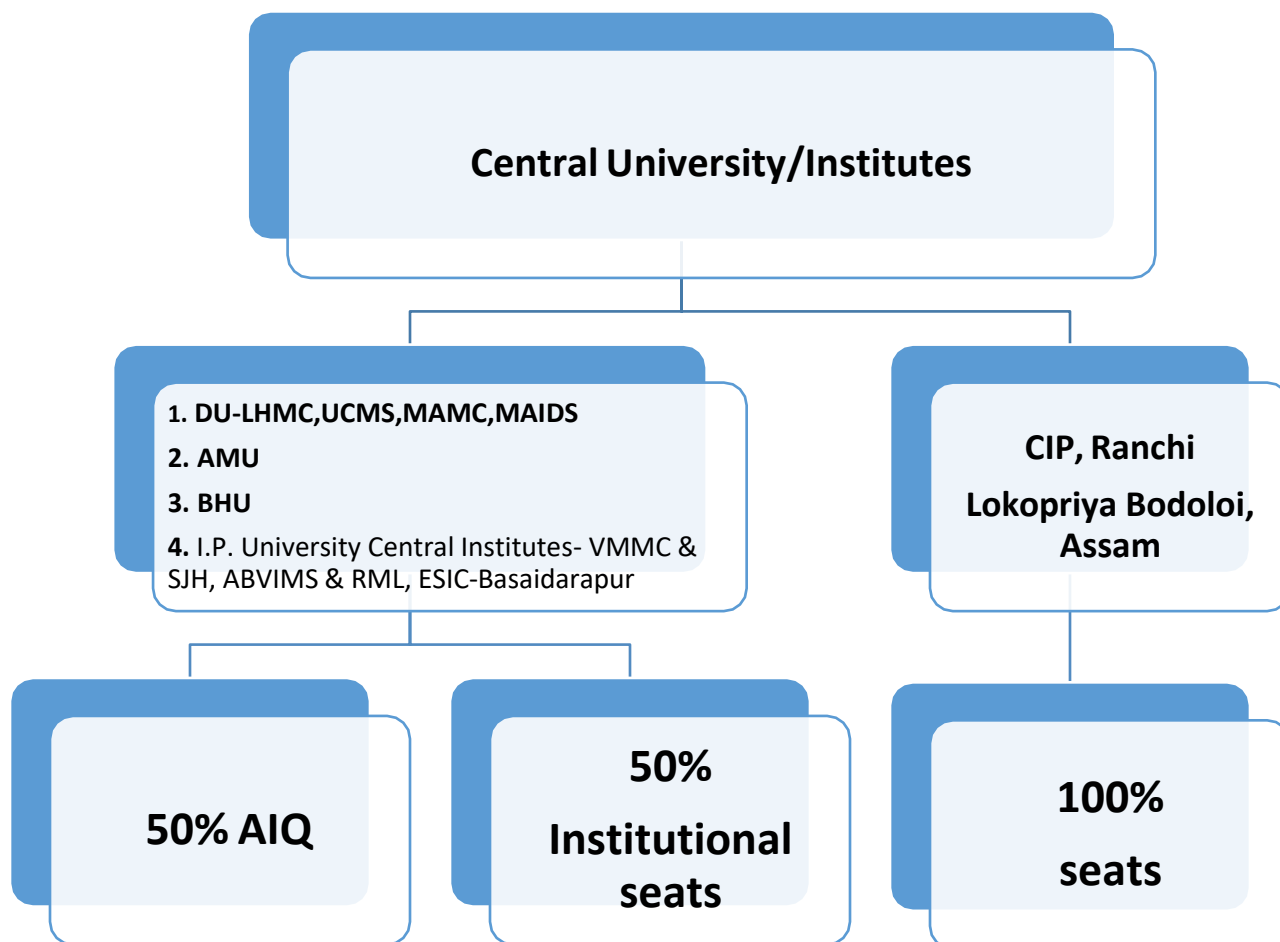 Central University/Institutes
1. DU-LHMC,UCMS,MAMC,MAIDS
2. AMU
3. BHU
4. I.P. University Central Institutes- VMMC &
SJH, ABVIMS & RML, ESIC-Basaidarapur
CIP, Ranchi
Lokopriya Bodoloi,
Assam
50% AIQ
50%
Institutional
seats
100%
seats